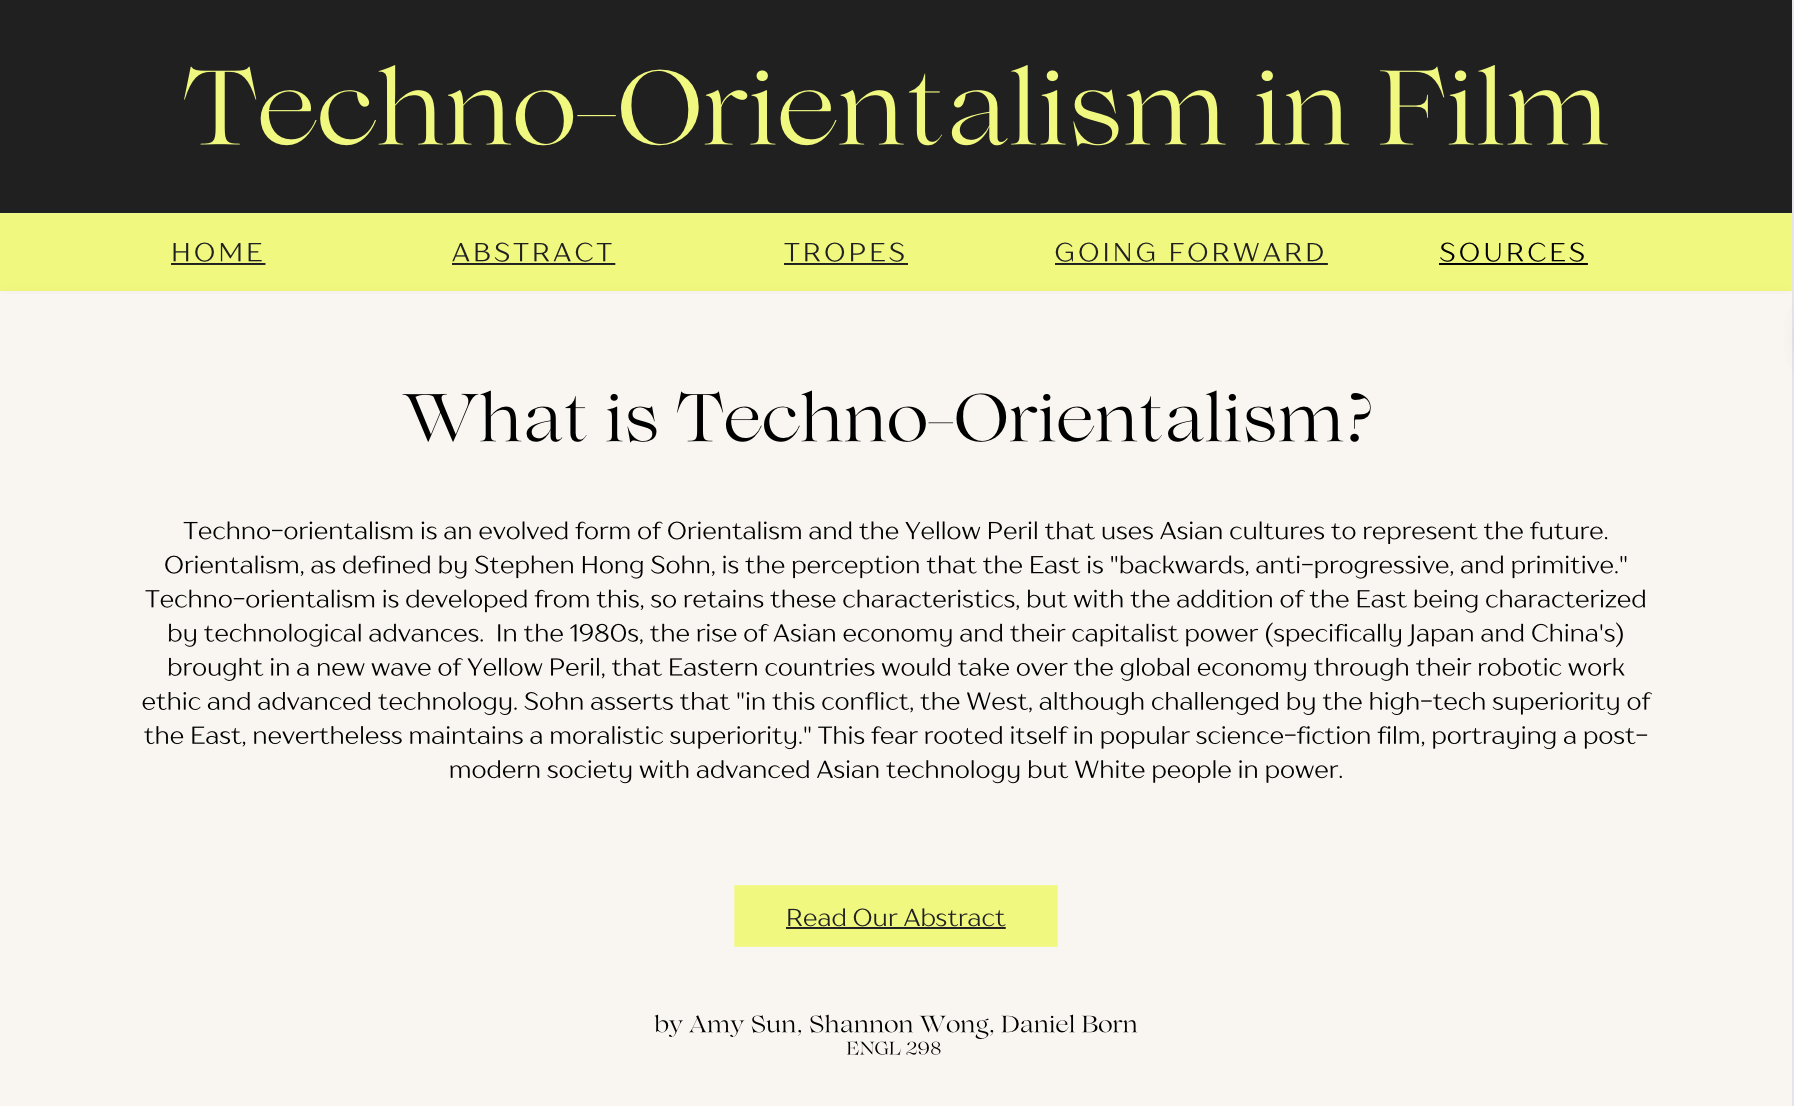 Techno-Orientalism in Film
HOME ABSTRACT TROPES GOING FORWARD SOURCES
What is Techno-Orientalism?
Techno-orientalism is an evolved form of Orientalism and the Yellow Peril that uses Asian cultures to represent the future.
Orientalism, as defined by Stephen Hong Sohn, is the perception that the East is "backwards, anti-progressive, and primitive."
Techno-orientalism is developed from this, so retains these characteristics, but with the addition of the East being characterized
by technological advances.  In the 1980s, the rise of Asian economy and their capitalist power (specifically Japan and China's)
brought in a new wave of Yellow Peril, that Eastern countries would take over the global economy through their robotic work
ethic and advanced technology. Sohn asserts that "in this conflict, the West, although challenged by the high-tech superiority of
the East, nevertheless maintains a moralistic superiority." This fear rooted itself in popular science-fiction film, portraying a post-
modern society with advanced Asian technology but White people in power.
Read Our Abstract
by Amy Sun, Shannon Wong, Daniel Born
ENGL 298